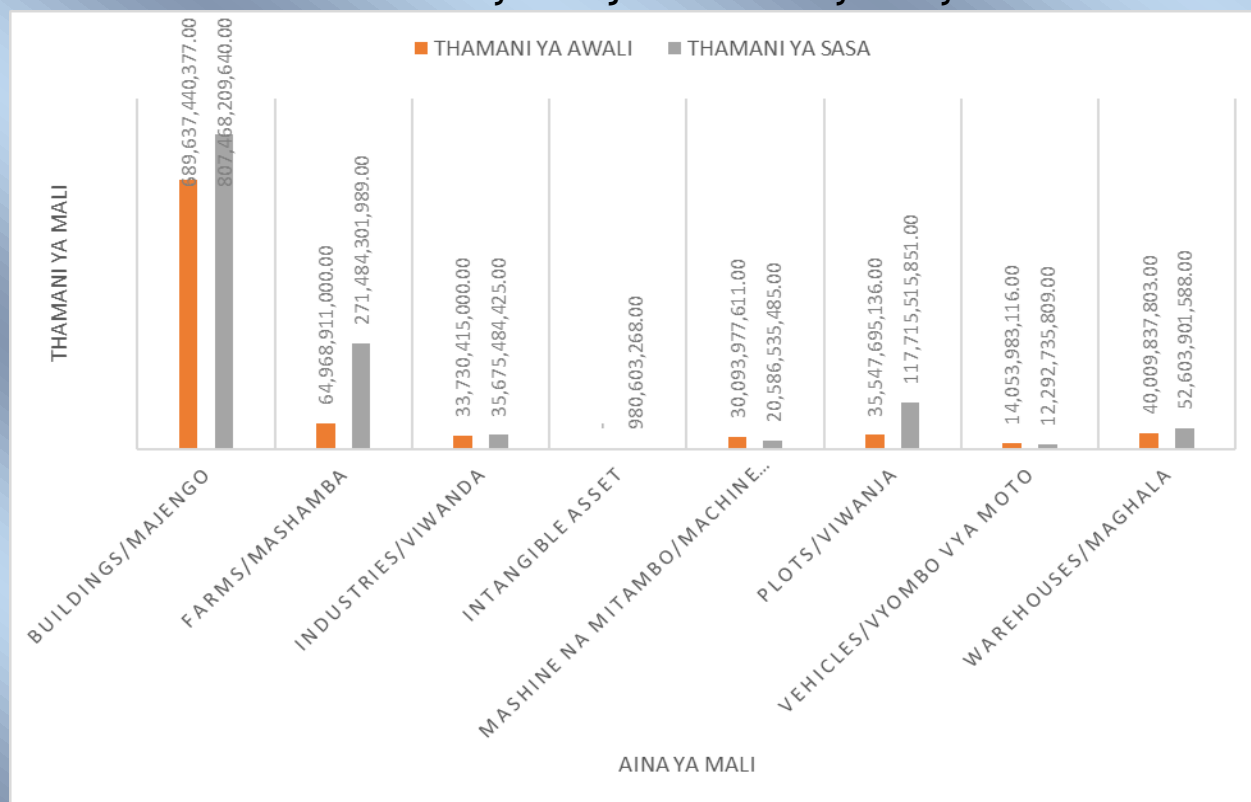 THAMANI YA AWALI
THAMANI YA SASA
THAMANI YA MALI
689,637,440,377.00
807,468,209,640.00
64,968,911,000.00
271,484,301,989.00
33,730,415,000.00
35,675,484,425.00
-
980,603,268.00
30,093,977,611.00
20,586,535,485.00
35,547,695,136.00
117,715,515,851.00
14,053,983,116.00
12,292,735,809.00
40,009,837,803.00
52,603,901,588.00
BUILDINGS/MAJENGO
FARMS/MASHAMBA
INDUSTRIES/VIWANDA
INTANGIBLE ASSET
MASHINE NA MITAMBO/MACHINE...
PLOTS/VIWANJA
VEHICLES/VYOMBO VYA MOTO
WAREHOUSES/MAGHALA
AINA YA MALI